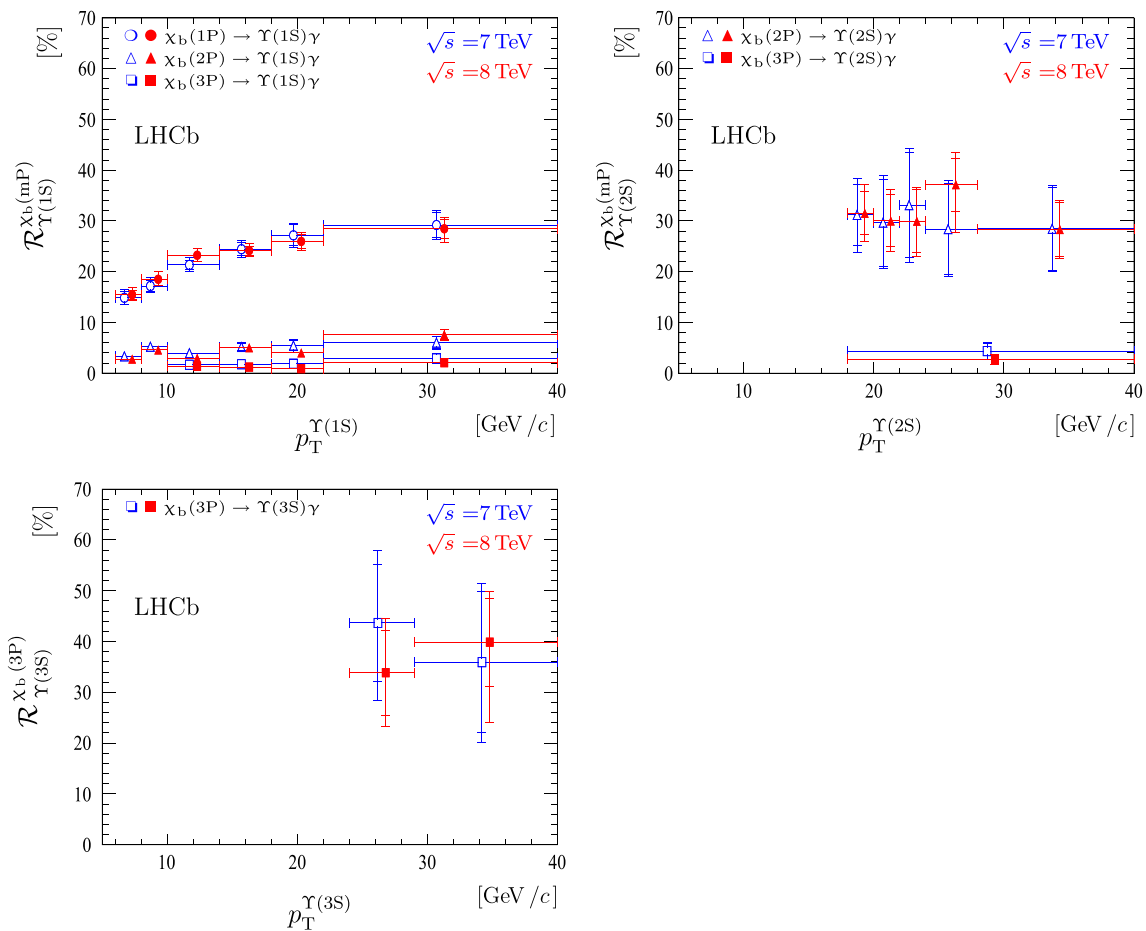 [%]
70
60
50
40
30
20
10
0
χb(1P) → ϒ(1S)γ
χb(2P) → ϒ(1S)γ
χb(3P) → ϒ(1S)γ
√s =7 TeV
√s =8 TeV
LHCb
R^χb(mP)_ϒ(1S)
10 20 30 40
p_T^ϒ(1S) [GeV/c]
[%]
70
60
50
40
30
20
10
0
χb(2P) → ϒ(2S)γ
χb(3P) → ϒ(2S)γ
√s =7 TeV
√s =8 TeV
LHCb
R^χb(mP)_ϒ(2S)
10 20 30 40
p_T^ϒ(2S) [GeV/c]
[%]
70
60
50
40
30
20
10
0
χb(3P) → ϒ(3S)γ
√s =7 TeV
√s =8 TeV
LHCb
R^χb(3P)_ϒ(3S)
10 20 30 40
p_T^ϒ(3S) [GeV/c]